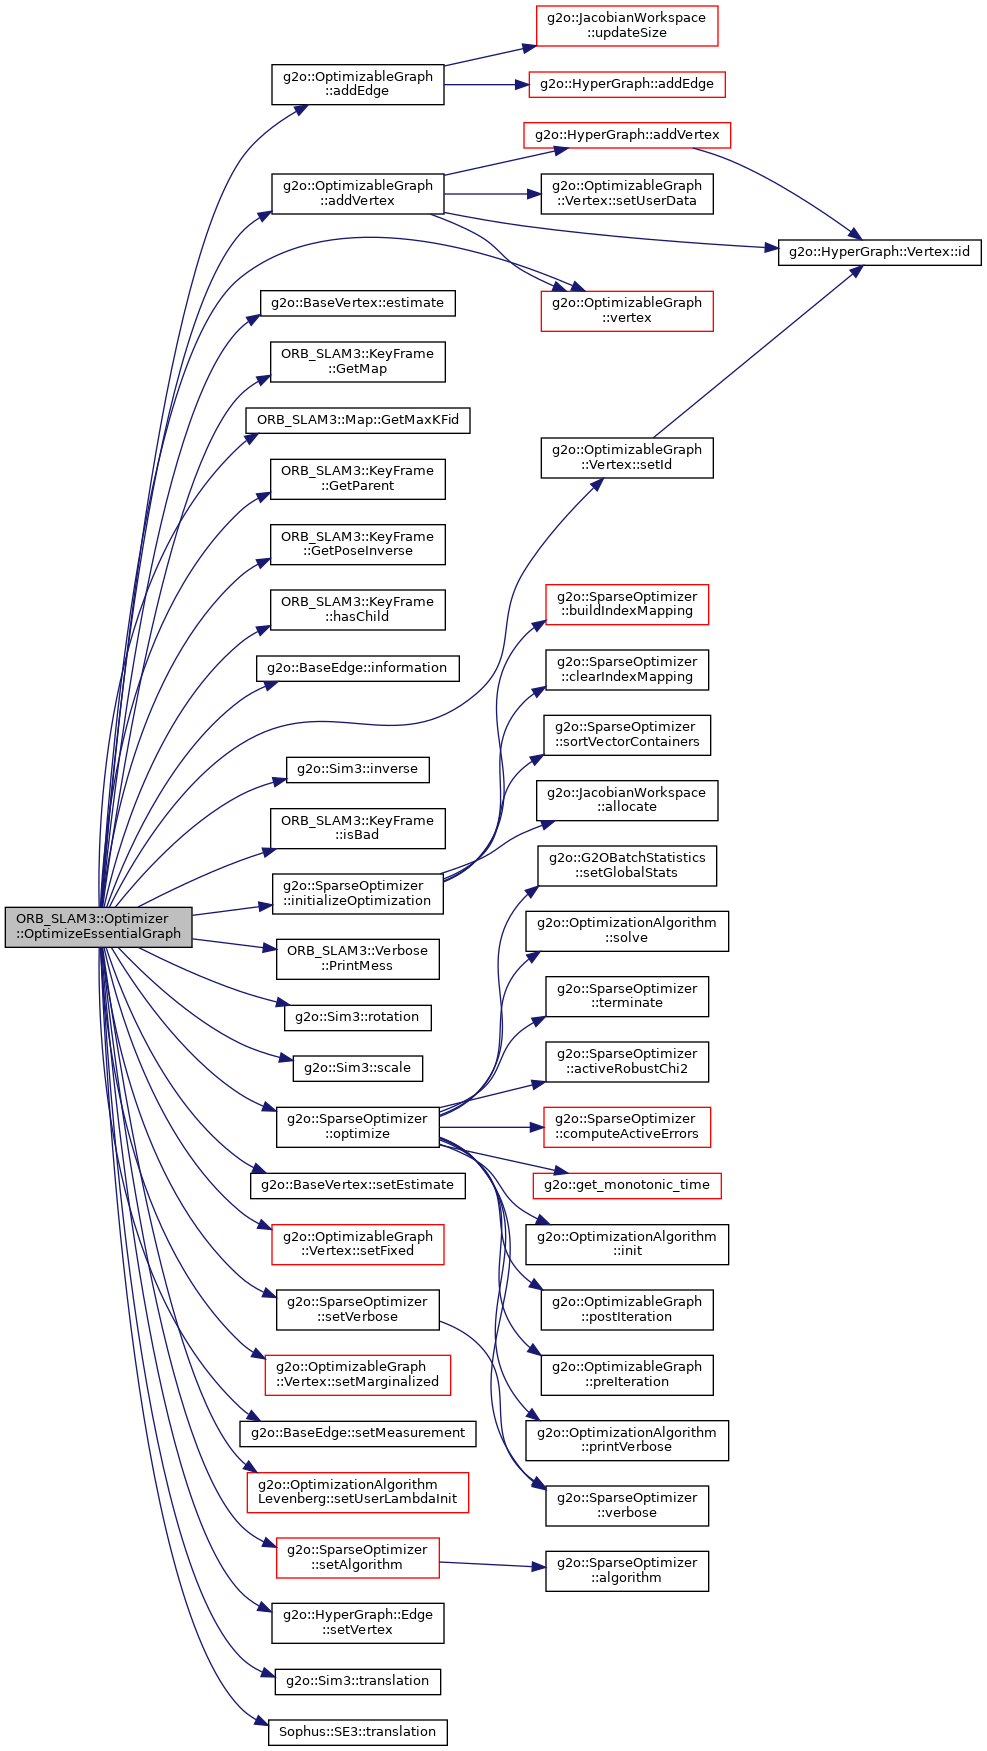 g2o::JacobianWorkspace
::updateSize
g2o::OptimizableGraph
::addEdge
g2o::HyperGraph::addEdge
g2o::HyperGraph::addVertex
g2o::OptimizableGraph
::addVertex
g2o::OptimizableGraph
::Vertex::setUserData
g2o::HyperGraph::Vertex::id
g2o::BaseVertex::estimate
g2o::OptimizableGraph
::vertex
ORB_SLAM3::KeyFrame
::GetMap
ORB_SLAM3::Map::GetMaxKFid
g2o::OptimizableGraph
::Vertex::setId
ORB_SLAM3::KeyFrame
::GetParent
ORB_SLAM3::KeyFrame
::GetPoseInverse
ORB_SLAM3::KeyFrame
::hasChild
g2o::SparseOptimizer
::buildIndexMapping
g2o::BaseEdge::information
g2o::SparseOptimizer
::clearIndexMapping
g2o::SparseOptimizer
::sortVectorContainers
g2o::Sim3::inverse
g2o::JacobianWorkspace
::allocate
ORB_SLAM3::KeyFrame
::isBad
g2o::G2OBatchStatistics
::setGlobalStats
g2o::SparseOptimizer
::initializeOptimization
ORB_SLAM3::Optimizer
::OptimizeEssentialGraph
g2o::OptimizationAlgorithm
::solve
ORB_SLAM3::Verbose
::PrintMess
g2o::SparseOptimizer
::terminate
g2o::Sim3::rotation
g2o::SparseOptimizer
::activeRobustChi2
g2o::Sim3::scale
g2o::SparseOptimizer
::optimize
g2o::SparseOptimizer
::computeActiveErrors
g2o::BaseVertex::setEstimate
g2o::get_monotonic_time
g2o::OptimizableGraph
::Vertex::setFixed
g2o::OptimizationAlgorithm
::init
g2o::SparseOptimizer
::setVerbose
g2o::OptimizableGraph
::postIteration
g2o::OptimizableGraph
::Vertex::setMarginalized
g2o::OptimizableGraph
::preIteration
g2o::BaseEdge::setMeasurement
g2o::OptimizationAlgorithm
::printVerbose
g2o::OptimizationAlgorithm
Levenberg::setUserLambdaInit
g2o::SparseOptimizer
::verbose
g2o::SparseOptimizer
::setAlgorithm
g2o::SparseOptimizer
::algorithm
g2o::HyperGraph::Edge
::setVertex
g2o::Sim3::translation
Sophus::SE3::translation